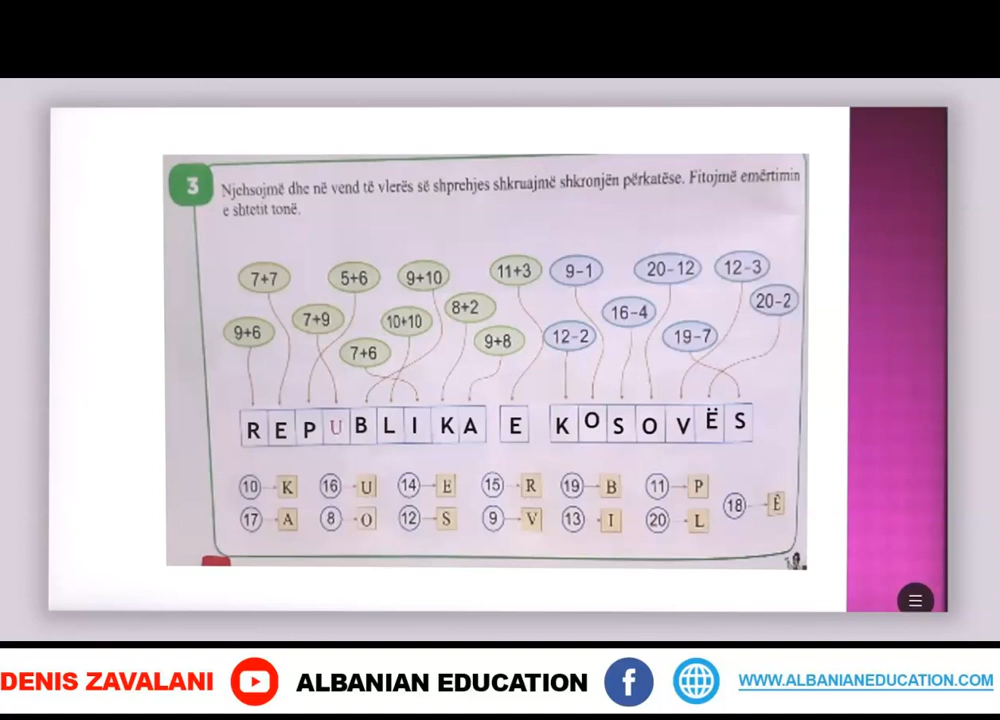 3
Njehsojmë dhe në vend të vlerës së shprehjes shkruajmë shkronjën përkatëse. Fitojmë emërtimin
e shtetit tonë.
7+7 5+6 9+10 11+3 9−1 20−12 12−3
9+6 7+9 7+6 10+10 8+2 9+8 12−2 16−4 19−7 20−2
R E P U B L I K A E K O S O V Ë S
10 K 16 U 14 E 15 R 19 B 11 P 18 Ë
17 A 8 O 12 S 9 V 13 I 20 L
DENIS ZAVALANI ALBANIAN EDUCATION f WWW.ALBANIANEDUCATION.COM